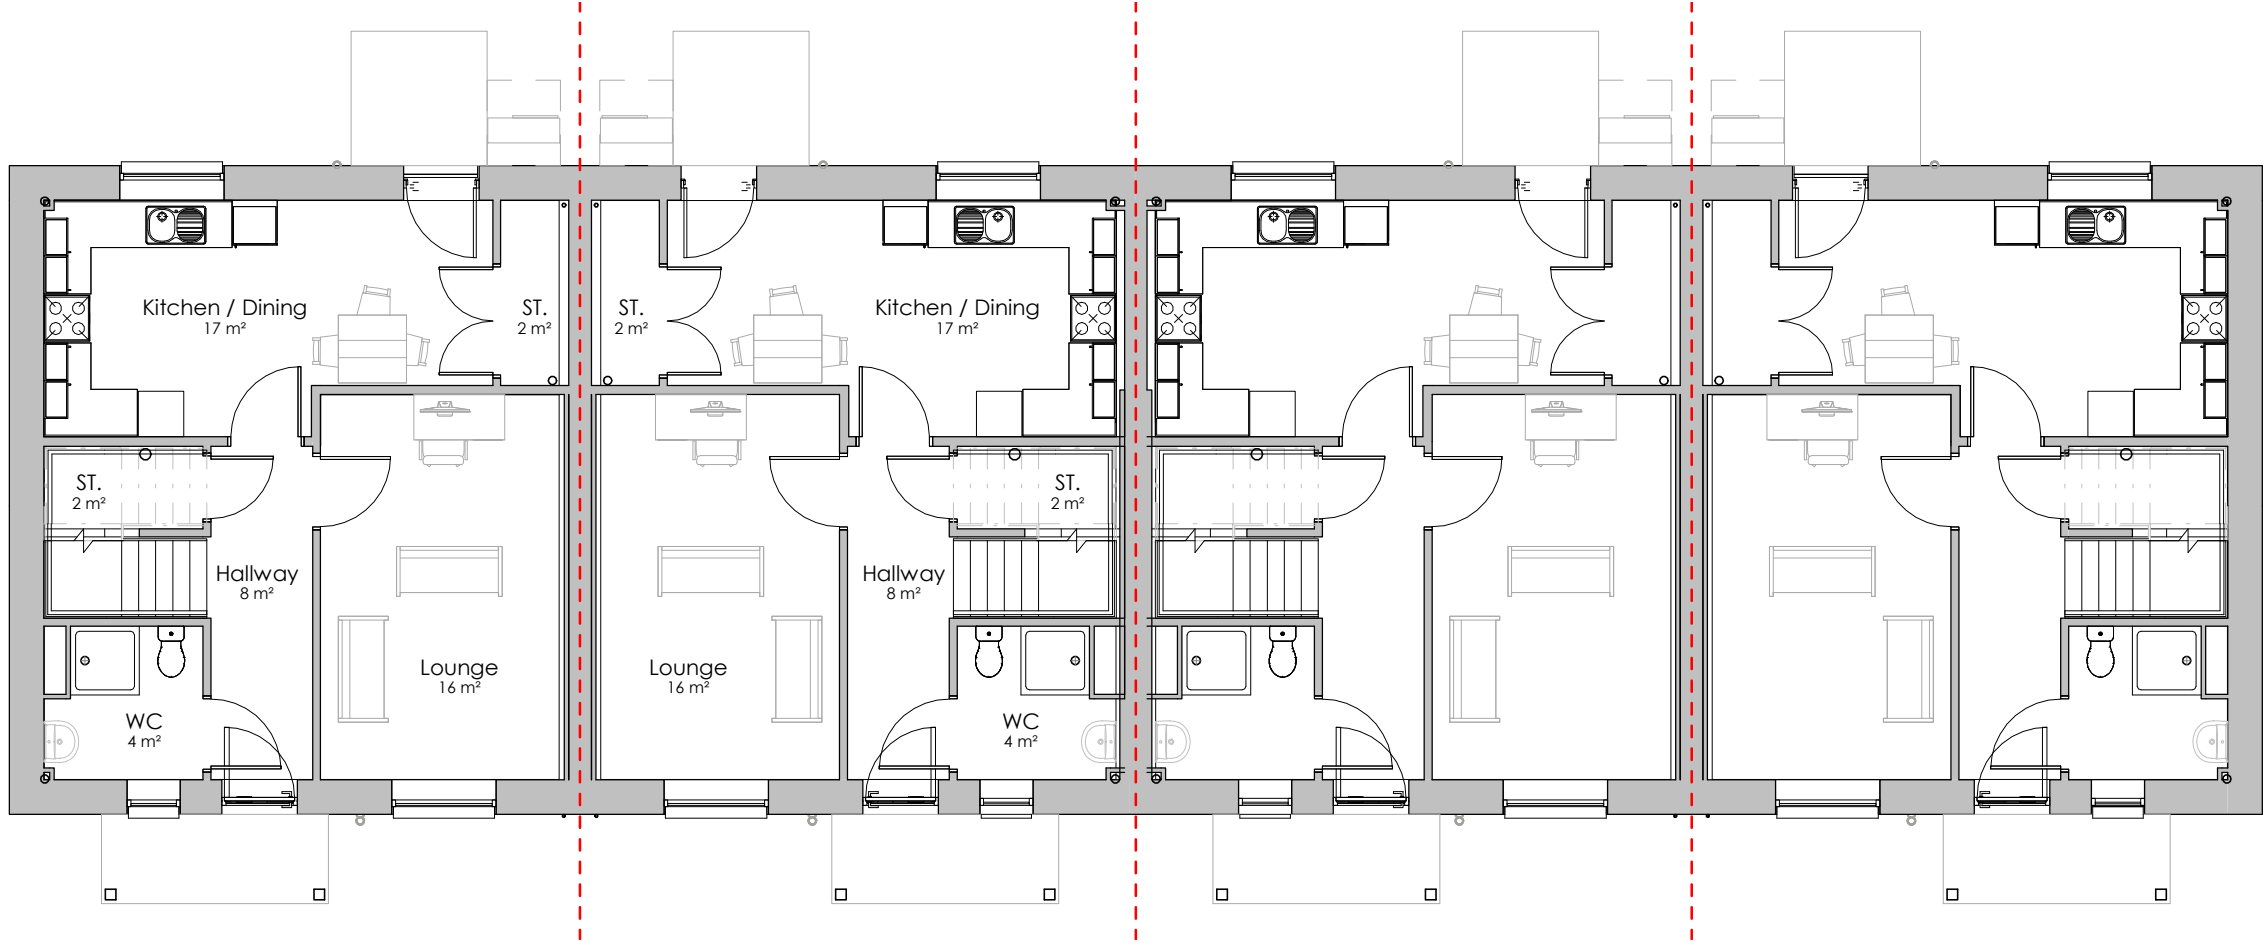 Kitchen / Dining
17 m²
ST.
2 m²
ST.
2 m²
Kitchen / Dining
17 m²
ST.
2 m²
ST.
2 m²
Hallway
8 m²
Hallway
8 m²
Lounge
16 m²
Lounge
16 m²
WC
4 m²
WC
4 m²